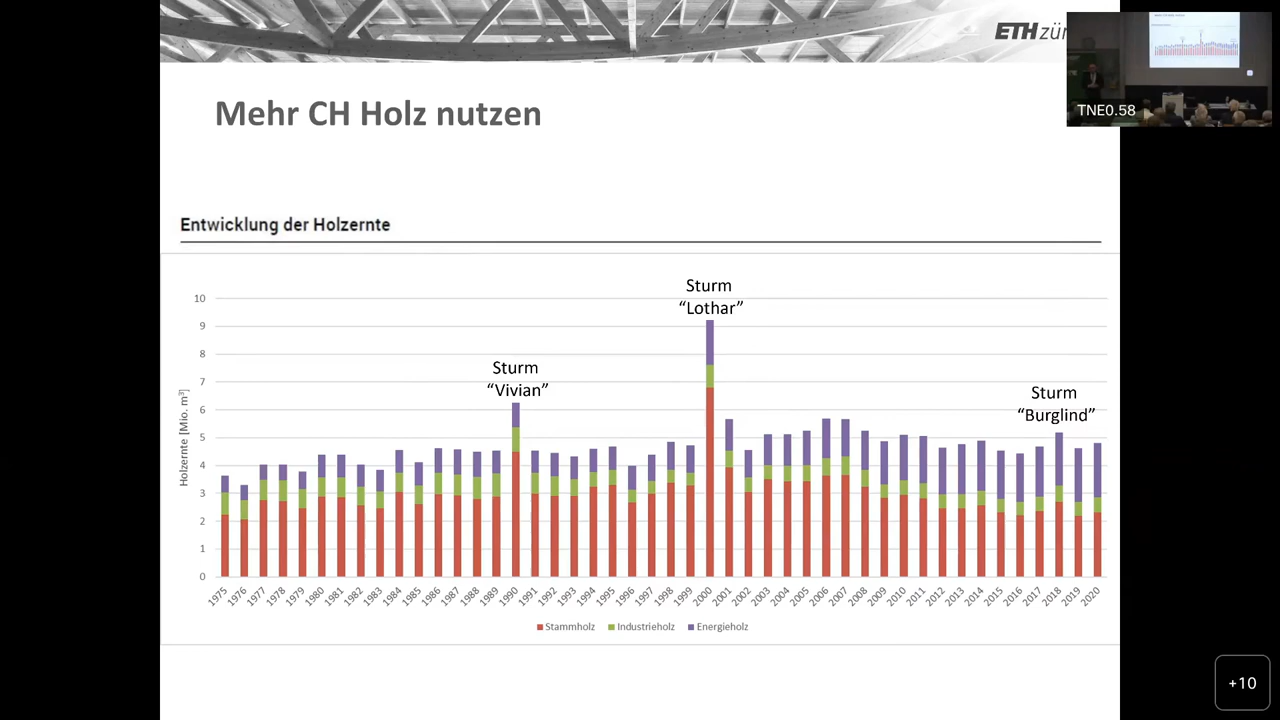 ETH zür
TNE0.58
Mehr CH Holz nutzen
Entwicklung der Holzernte
Sturm
“Lothar”
Sturm
“Vivian”
Sturm
“Burglind”
Holzernte [Mio. m³]
10
9
8
7
6
5
4
3
2
1
0
1975 1976 1977 1978 1979 1980 1981 1982 1983 1984 1985 1986 1987 1988 1989 1990 1991 1992 1993 1994 1995 1996 1997 1998 1999 2000 2001 2002 2003 2004 2005 2006 2007 2008 2009 2010 2011 2012 2013 2014 2015 2016 2017 2018 2019 2020
Stammholz Industrieholz Energieholz
+10